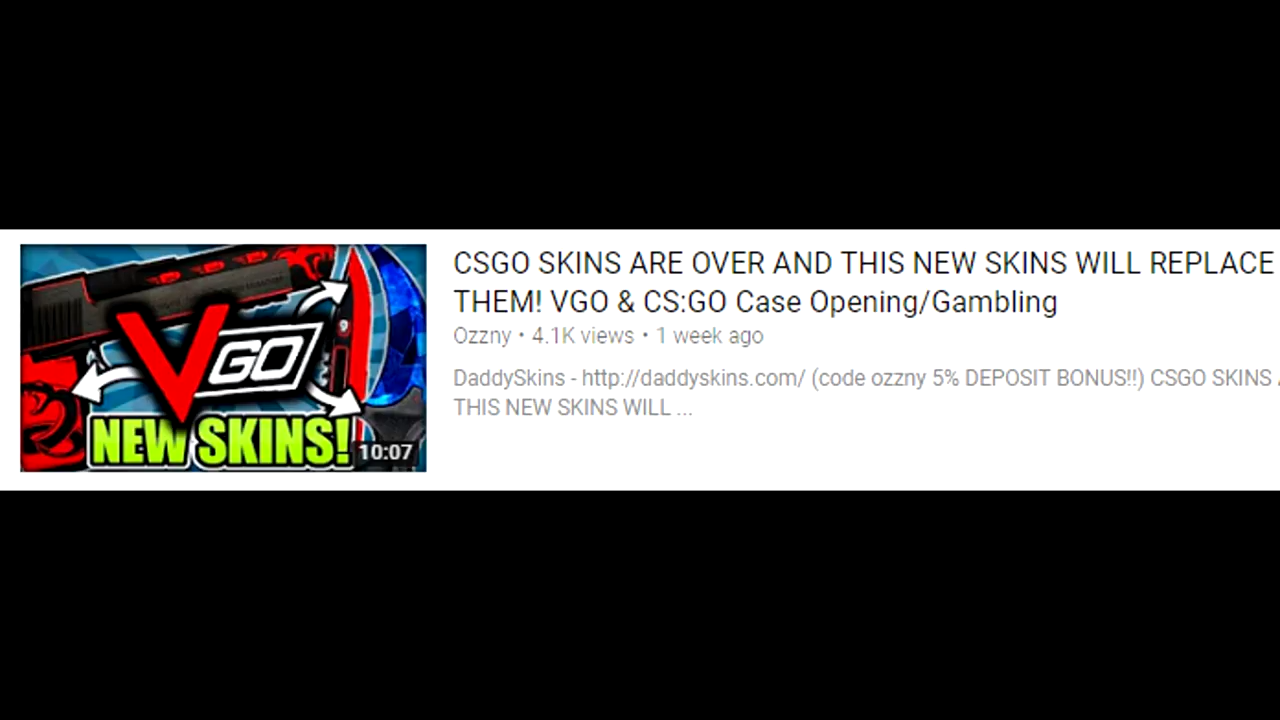 VGO
NEW SKINS!
10:07
CSGO SKINS ARE OVER AND THIS NEW SKINS WILL REPLACE
THEM! VGO & CS:GO Case Opening/Gambling
Ozzny • 4.1K views • 1 week ago
DaddySkins - http://daddyskins.com/ (code ozzny 5% DEPOSIT BONUS!!) CSGO SKINS
THIS NEW SKINS WILL ...